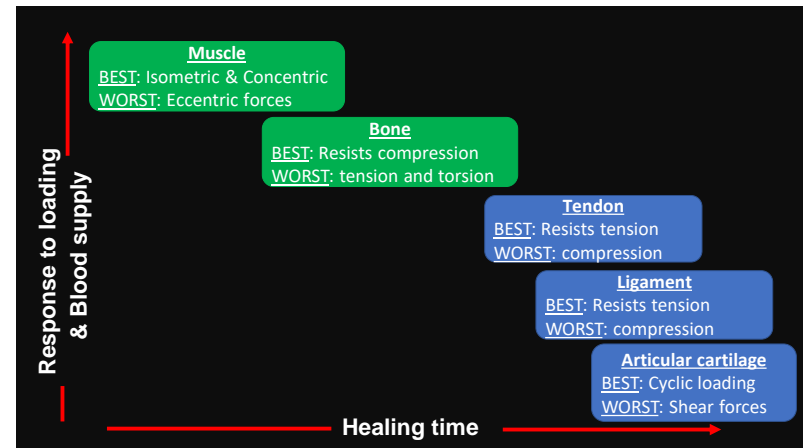 Muscle
BEST: Isometric & Concentric
WORST: Eccentric forces
Bone
BEST: Resists compression
WORST: tension and torsion
Tendon
BEST: Resists tension
WORST: compression
Ligament
BEST: Resists tension
WORST: compression
Articular cartilage
BEST: Cyclic loading
WORST: Shear forces
Response to loading
& Blood supply
Healing time